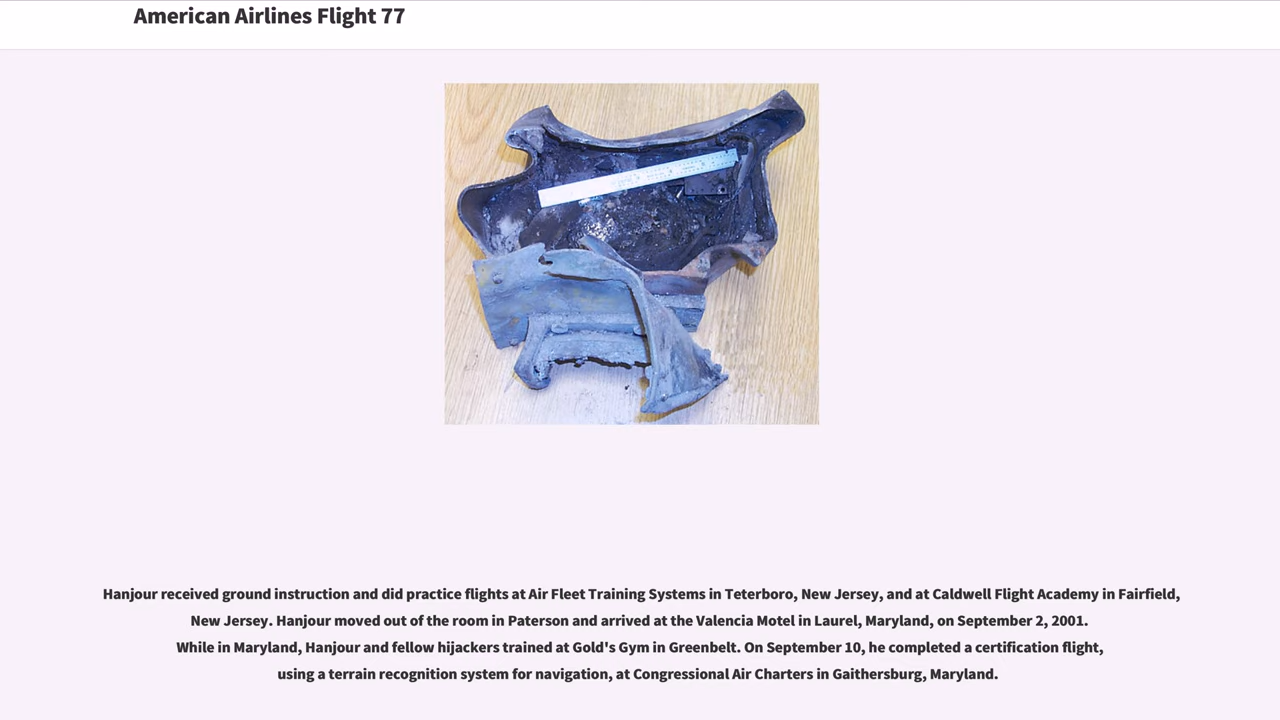 American Airlines Flight 77
Hanjour received ground instruction and did practice flights at Air Fleet Training Systems in Teterboro, New Jersey, and at Caldwell Flight Academy in Fairfield,
New Jersey. Hanjour moved out of the room in Paterson and arrived at the Valencia Motel in Laurel, Maryland, on September 2, 2001.
While in Maryland, Hanjour and fellow hijackers trained at Gold's Gym in Greenbelt. On September 10, he completed a certification flight,
using a terrain recognition system for navigation, at Congressional Air Charters in Gaithersburg, Maryland.